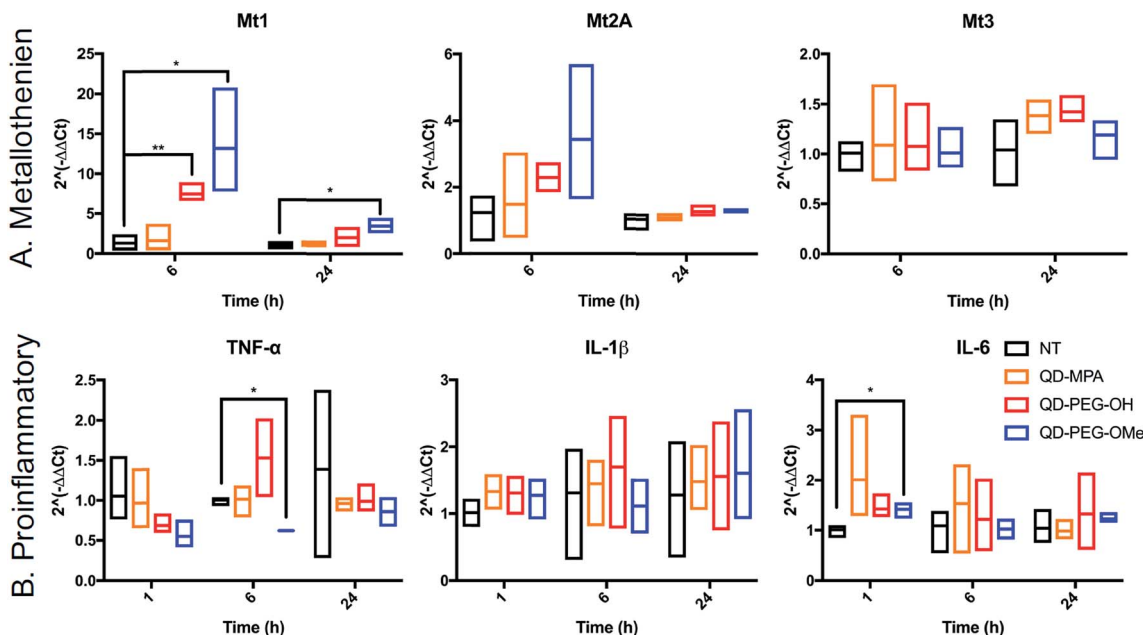 A. Metallothenien
Mt1
Mt2A
Mt3
2^(-ΔΔCt)
25
20
15
10
5
0
*
**
*
6
24
Time (h)
2^(-ΔΔCt)
6
4
2
0
6
24
Time (h)
2^(-ΔΔCt)
2.0
1.5
1.0
0.5
0.0
6
24
Time (h)
B. Proinflammatory
TNF-α
IL-1β
IL-6
2^(-ΔΔCt)
2.5
2.0
1.5
1.0
0.5
0.0
*
1
6
24
Time (h)
2^(-ΔΔCt)
3
2
1
0
1
6
24
Time (h)
2^(-ΔΔCt)
4
3
2
1
0
*
1
6
24
Time (h)
NT
QD-MPA
QD-PEG-OH
QD-PEG-OMe